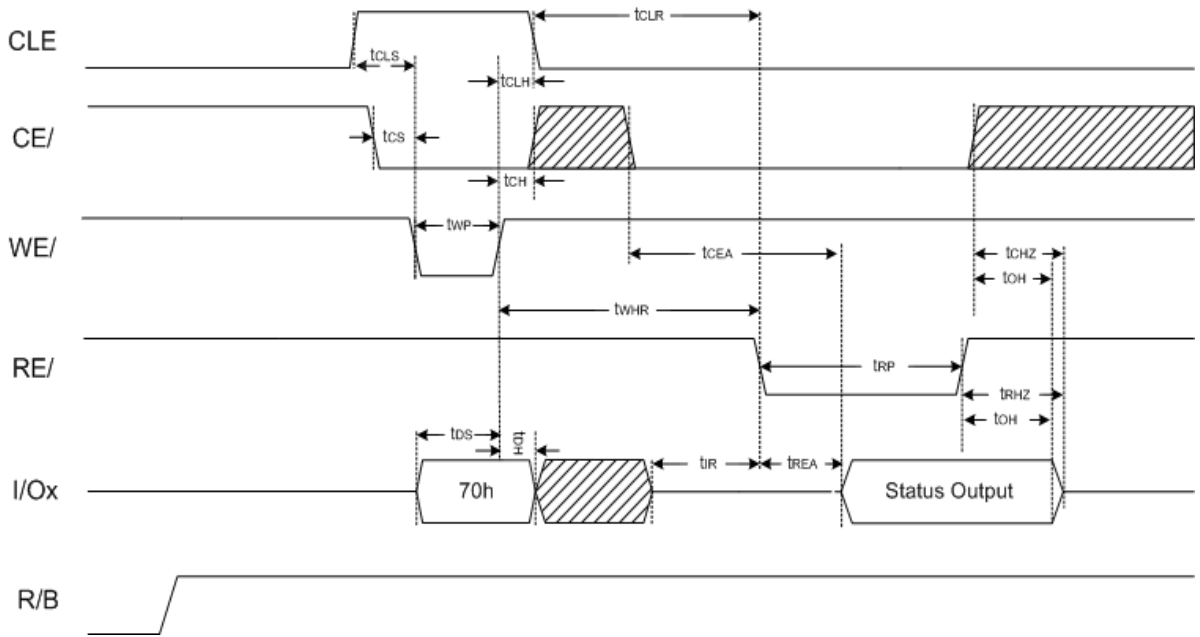 CLE
tCLR
tCLS
tCLH
CE/
tCS
tCH
WE/
tWP
tCEA
tCHZ
tOH
tWHR
RE/
tRP
tRHZ
tOH
tDS
tDH
tIR
tREA
I/Ox
70h
Status Output
R/B